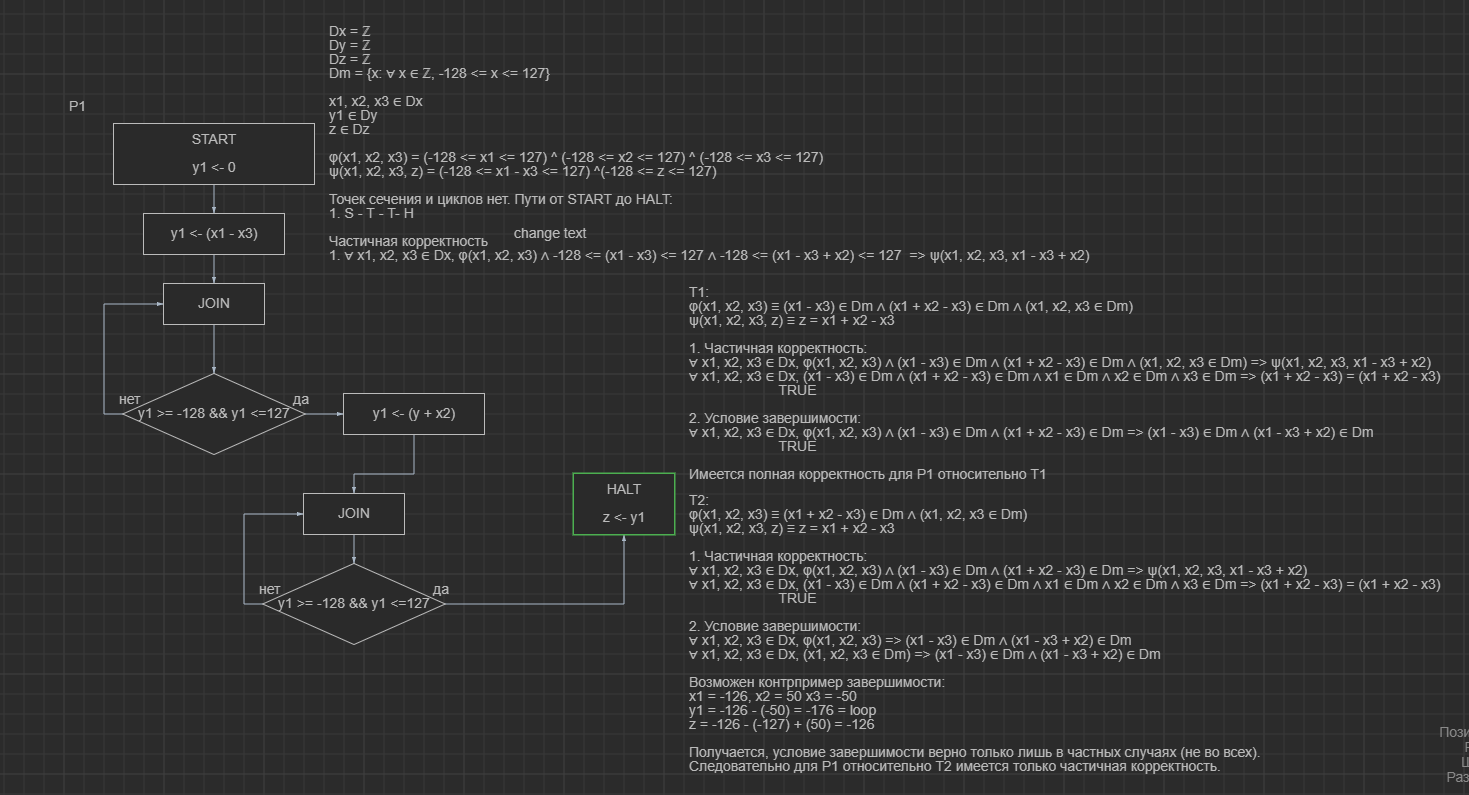 Dx = ℤ
Dy = ℤ
Dz = ℤ
Dm = {x: ∀ x ∈ ℤ, -128 <= x <= 127}
P1
x1, x2, x3 ∈ Dx
y1 ∈ Dy
z ∈ Dz
START
y1 <- 0
φ(x1, x2, x3) = (-128 <= x1 <= 127) ^ (-128 <= x2 <= 127) ^ (-128 <= x3 <= 127)
ψ(x1, x2, x3, z) = (-128 <= x1 - x3 <= 127) ^(-128 <= z <= 127)
Точек сечения и циклов нет. Пути от START до HALT:
1. S - T - T- H
y1 <- (x1 - x3)
change text
Частичная корректность
1. ∀ x1, x2, x3 ∈ Dx, φ(x1, x2, x3) ∧ -128 <= (x1 - x3) <= 127 ∧ -128 <= (x1 - x3 + x2) <= 127 => ψ(x1, x2, x3, x1 - x3 + x2)
JOIN
нет
y1 >= -128 && y1 <=127
да
y1 <- (y + x2)
JOIN
нет
y1 >= -128 && y1 <=127
да
HALT
z <- y1
T1:
φ(x1, x2, x3) ≡ (x1 - x3) ∈ Dm ∧ (x1 + x2 - x3) ∈ Dm ∧ (x1, x2, x3 ∈ Dm)
ψ(x1, x2, x3, z) ≡ z = x1 + x2 - x3
1. Частичная корректность:
∀ x1, x2, x3 ∈ Dx, φ(x1, x2, x3) ∧ (x1 - x3) ∈ Dm ∧ (x1 + x2 - x3) ∈ Dm ∧ (x1, x2, x3 ∈ Dm) => ψ(x1, x2, x3, x1 - x3 + x2)
∀ x1, x2, x3 ∈ Dx, (x1 - x3) ∈ Dm ∧ (x1 + x2 - x3) ∈ Dm ∧ x1 ∈ Dm ∧ x2 ∈ Dm ∧ x3 ∈ Dm => (x1 + x2 - x3) = (x1 + x2 - x3)
TRUE
2. Условие завершимости:
∀ x1, x2, x3 ∈ Dx, φ(x1, x2, x3) ∧ (x1 - x3) ∈ Dm ∧ (x1 + x2 - x3) ∈ Dm => (x1 - x3) ∈ Dm ∧ (x1 - x3 + x2) ∈ Dm
TRUE
Имеется полная корректность для P1 относительно T1
T2:
φ(x1, x2, x3) ≡ (x1 + x2 - x3) ∈ Dm ∧ (x1, x2, x3 ∈ Dm)
ψ(x1, x2, x3, z) ≡ z = x1 + x2 - x3
1. Частичная корректность:
∀ x1, x2, x3 ∈ Dx, φ(x1, x2, x3) ∧ (x1 - x3) ∈ Dm ∧ (x1 + x2 - x3) ∈ Dm => ψ(x1, x2, x3, x1 - x3 + x2)
∀ x1, x2, x3 ∈ Dx, (x1 - x3) ∈ Dm ∧ (x1 + x2 - x3) ∈ Dm ∧ x1 ∈ Dm ∧ x2 ∈ Dm ∧ x3 ∈ Dm => (x1 + x2 - x3) = (x1 + x2 - x3)
TRUE
2. Условие завершимости:
∀ x1, x2, x3 ∈ Dx, φ(x1, x2, x3) => (x1 - x3) ∈ Dm ∧ (x1 - x3 + x2) ∈ Dm
∀ x1, x2, x3 ∈ Dx, (x1, x2, x3 ∈ Dm) => (x1 - x3) ∈ Dm ∧ (x1 - x3 + x2) ∈ Dm
Возможен контрпример завершимости:
x1 = -126, x2 = 50 x3 = -50
y1 = -126 - (-50) = -176 = loop
z = -126 - (-127) + (50) = -126
Получается, условие завершимости верно только лишь в частных случаях (не во всех).
Следовательно для P1 относительно T2 имеется только частичная корректность.